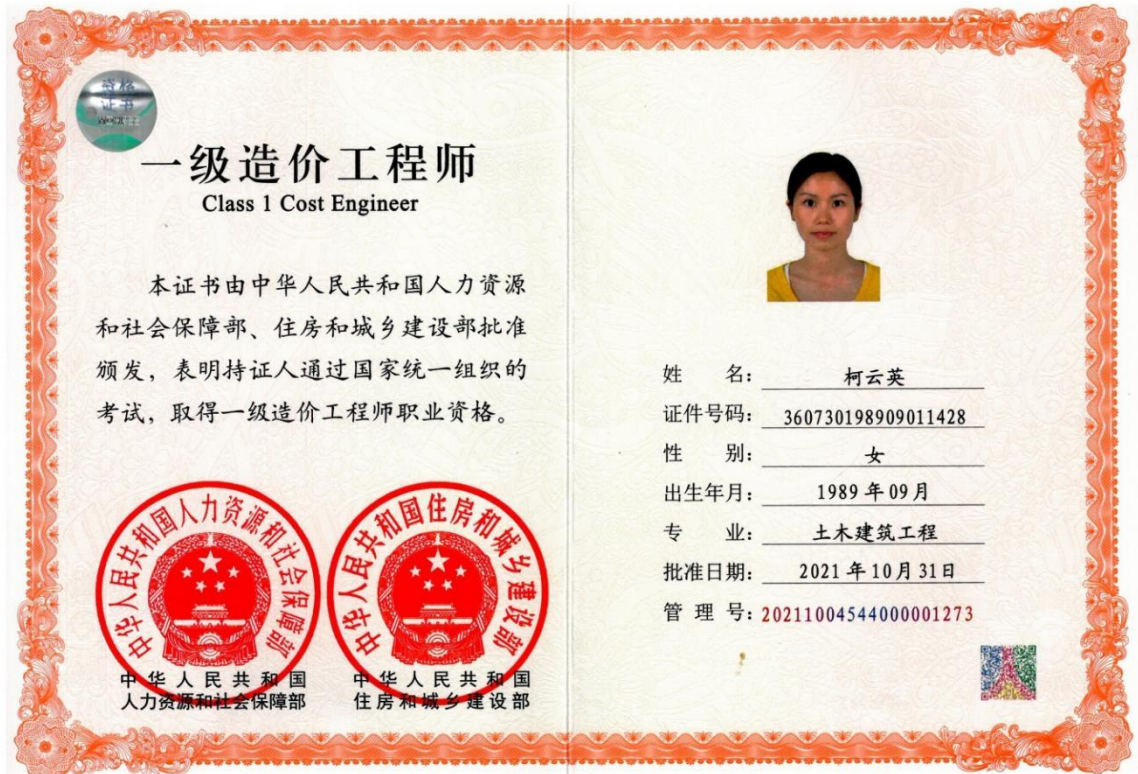 资格
证书
一级造价工程师
Class 1 Cost Engineer
本证书由中华人民共和国人力资源
和社会保障部、住房和城乡建设部批准
颁发，表明持证人通过国家统一组织的
考试，取得一级造价工程师职业资格。
中华人民共和国人力资源和社会保障部
中华人民共和国住房和城乡建设部
中华人民共和国
人力资源和社会保障部
中华人民共和国
住房和城乡建设部
姓 名： 柯云英
证件号码： 360730198909011428
性 别： 女
出生年月： 1989年09月
专 业： 土木建筑工程
批准日期： 2021年10月31日
管 理 号： 20211004544000001273